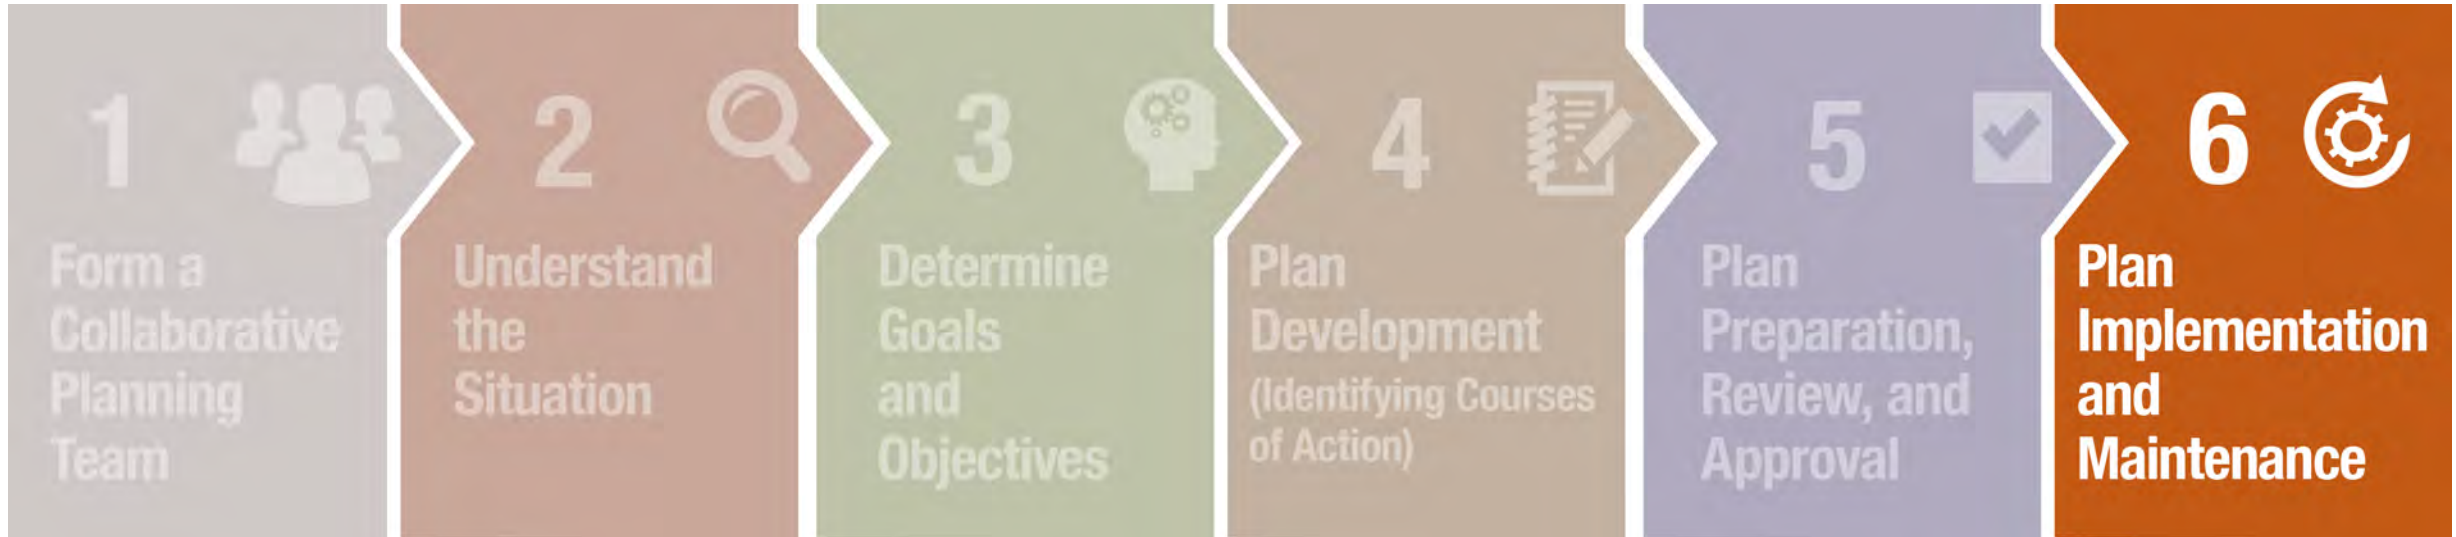 1
Form a
Collaborative
Planning
Team
2
Understand
the
Situation
3
Determine
Goals
and
Objectives
4
Plan
Development
(Identifying Courses
of Action)
5
Plan
Preparation,
Review, and
Approval
6
Plan
Implementation
and
Maintenance